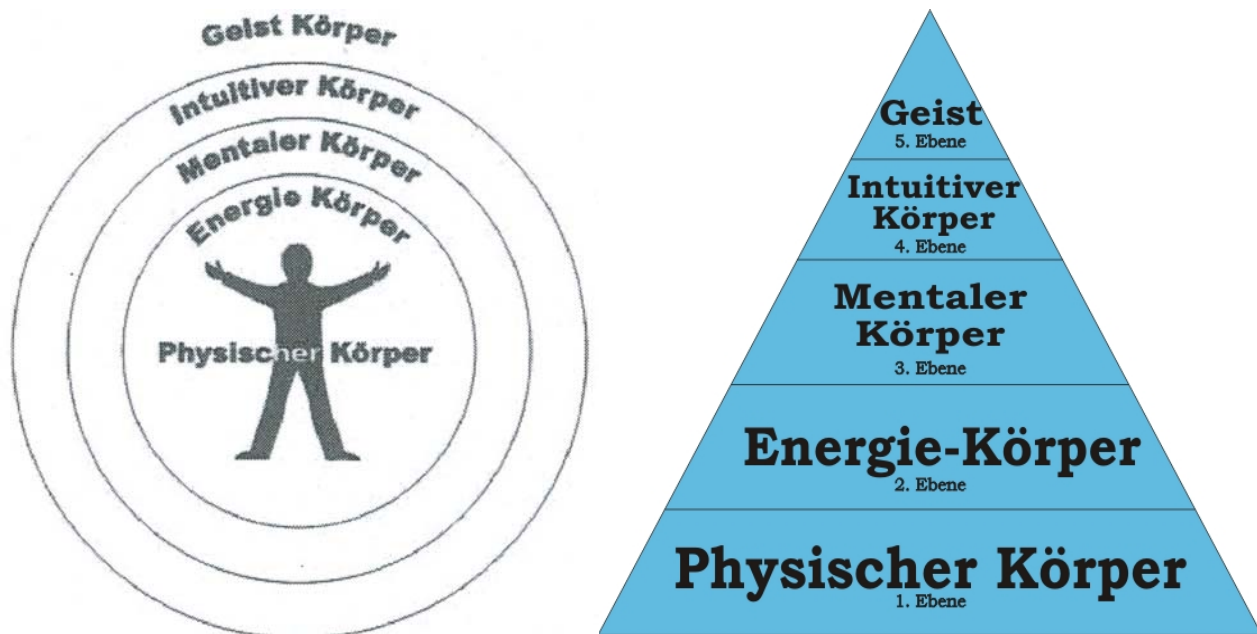 Geist Körper
Intuitiver Körper
Mentaler Körper
Energie Körper
Physischer Körper
Geist
5. Ebene
Intuitiver
Körper
4. Ebene
Mentaler
Körper
3. Ebene
Energie-Körper
2. Ebene
Physischer Körper
1. Ebene